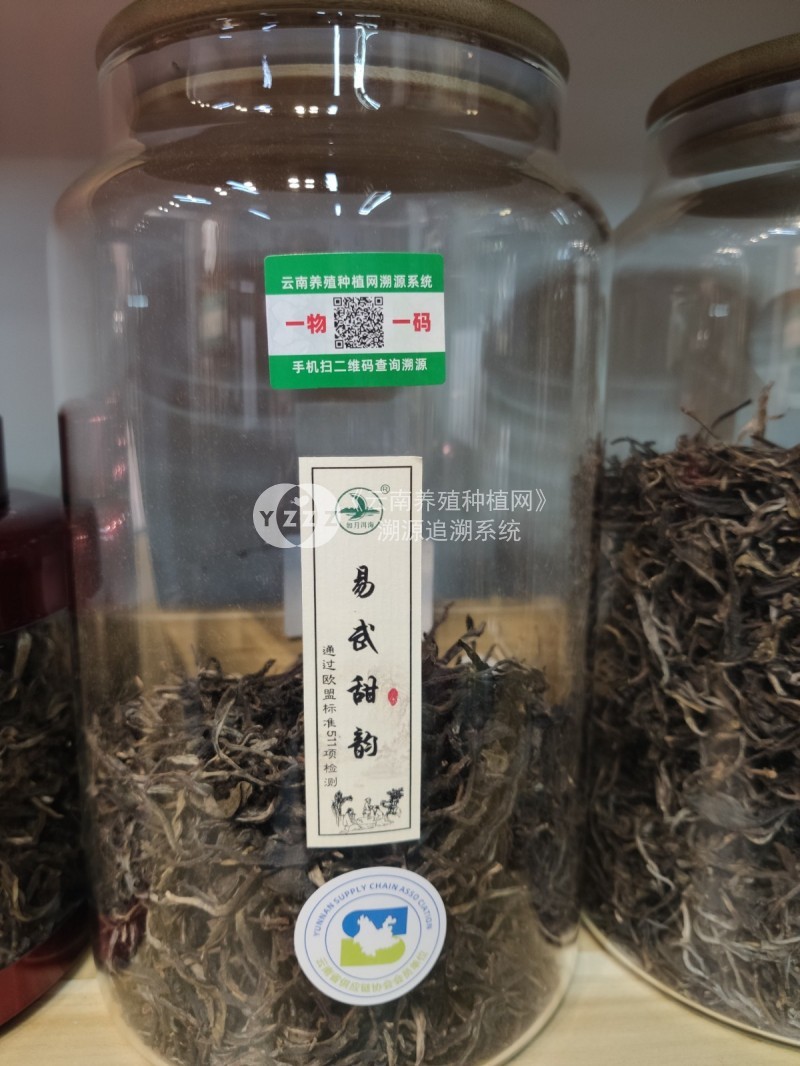 云南养殖种植网溯源系统
一物 一码
手机扫二维码查询溯源
YZZZ
《云南养殖种植网》
溯源追溯系统
易武甜韵
通过欧盟标准511项检测
YUNNAN SUPPLY CHAIN ASSOCIATION